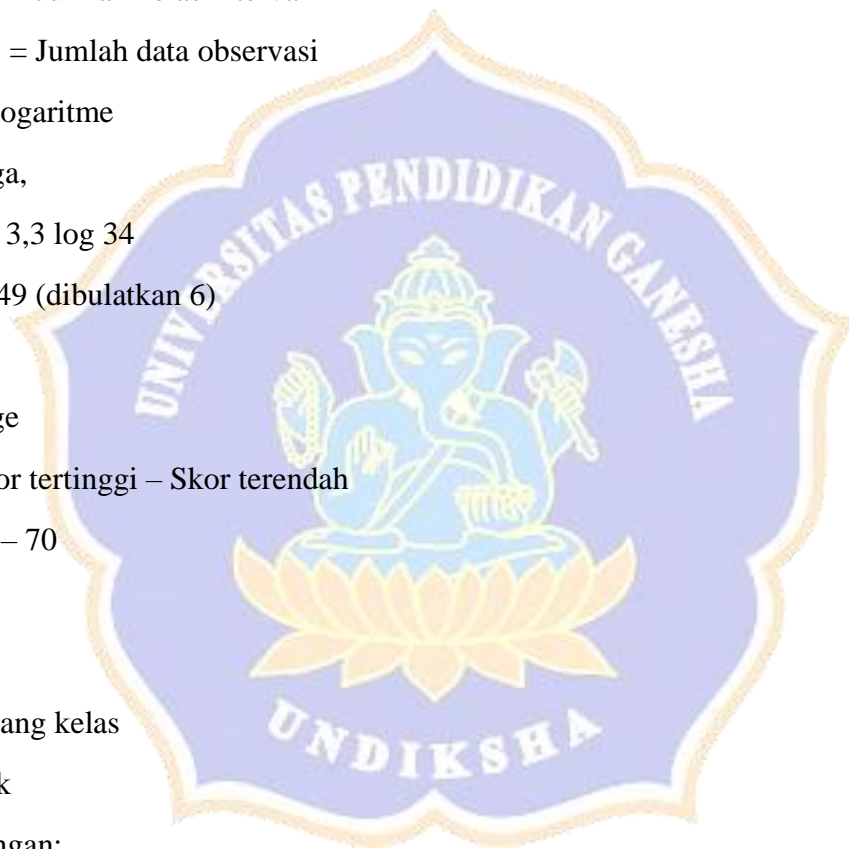 = Jumlah data observasi
ogaritme
ga,
3,3 log 34
49 (dibulatkan 6)
ge
or tertinggi – Skor terendah
– 70
ang kelas
k
ngan:
UNIVERSITAS PENDIDIKAN GANESHA
UNDIKSHA